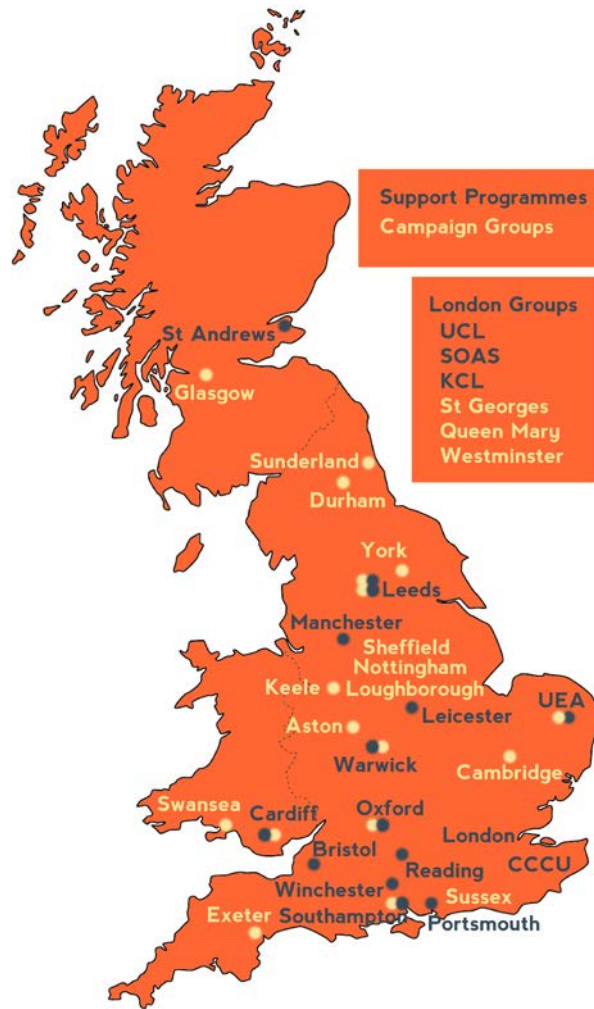 Support Programmes
Campaign Groups
London Groups
UCL
SOAS
KCL
St Georges
Queen Mary
Westminster
St Andrews
Glasgow
Sunderland
Durham
York
Leeds
Manchester
Sheffield
Nottingham
Keele
Loughborough
UEA
Leicester
Aston
Warwick
Cambridge
Swansea
Cardiff
Oxford
London
Bristol
Reading
CCCU
Winchester
Sussex
Exeter
Southampton
Portsmouth